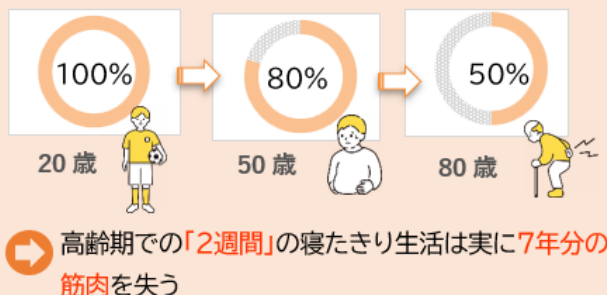 100%
80%
50%
20 歳
50 歳
80 歳
高齢期での「2週間」の寝たきり生活は実に7年分の
筋肉を失う